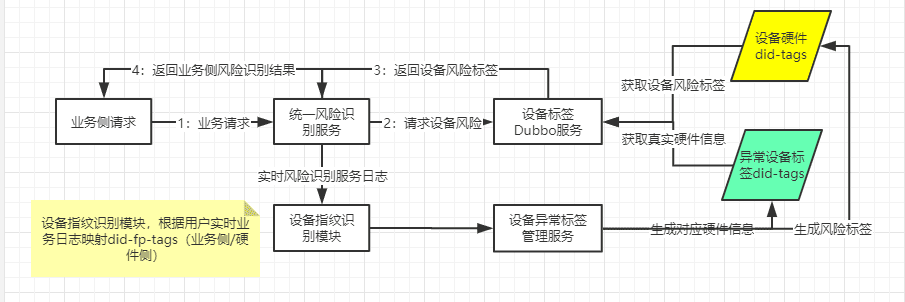 设备硬件
did-tags
4：返回业务侧风险识别结果
3：返回设备风险标签
获取设备风险标签
业务侧请求
1：业务请求
统一风险识
别服务
2：请求设备风险
设备标签
Dubbo服务
获取真实硬件信息
异常设备标
签did-tags
实时风险识别服务日志
设备指纹识别模块，根据用户实时业
务日志映射did-fp-tags（业务侧/硬
件侧）
设备指纹识
别模块
设备异常标签
管理服务
生成对应硬件信息
生成风险标签